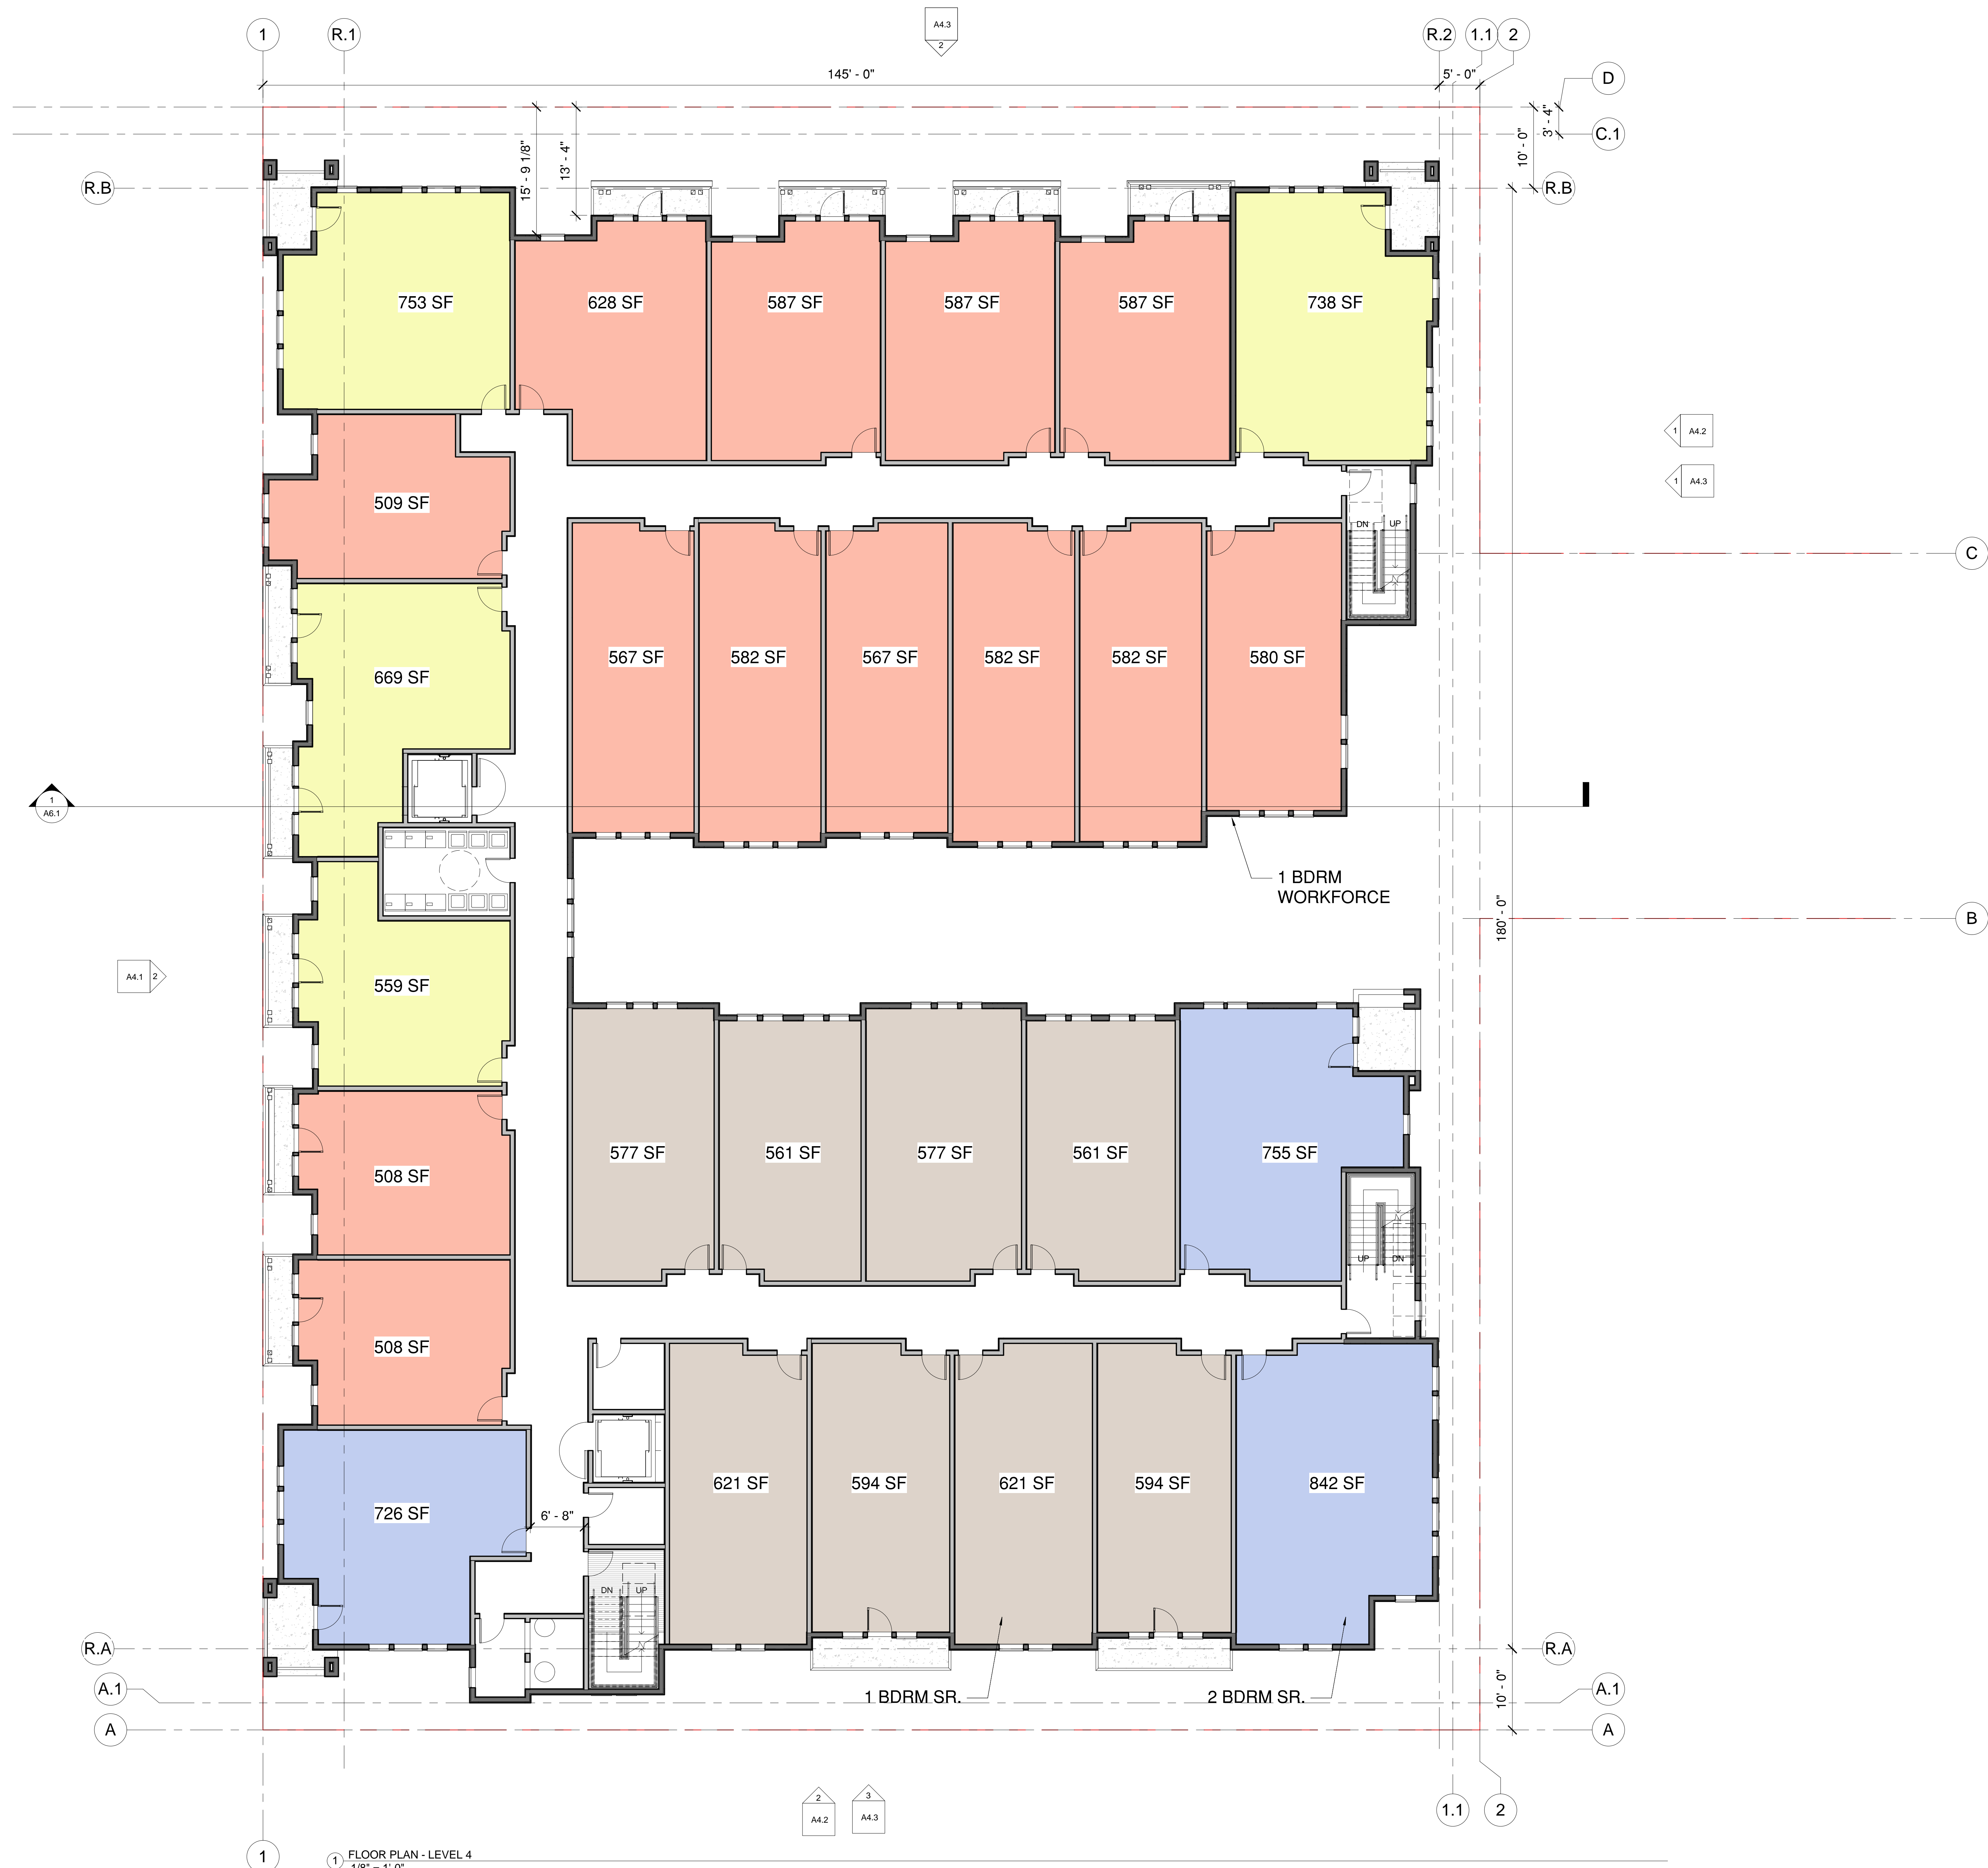 A4.3
2
1
R.1
R.2
1.1
2
145' - 0"
5' - 0"
D
3' - 4"
10' - 0"
C.1
15' - 9 1/8"
13' - 4"
R.B
R.B
753 SF
628 SF
587 SF
587 SF
587 SF
738 SF
1
A4.2
1
A4.3
509 SF
DN
UP
C
669 SF
567 SF
582 SF
567 SF
582 SF
582 SF
580 SF
1
A6.1
1 BDRM
WORKFORCE
180' - 0"
B
A4.1
2
559 SF
577 SF
561 SF
577 SF
561 SF
755 SF
508 SF
UP
DN
508 SF
621 SF
594 SF
621 SF
594 SF
842 SF
726 SF
6' - 8"
DN
UP
R.A
R.A
A.1
1 BDRM SR.
2 BDRM SR.
10' - 0"
A.1
A
A
2
A4.2
3
A4.3
1.1
2
1
1
FLOOR PLAN - LEVEL 4
1/8" = 1'-0"